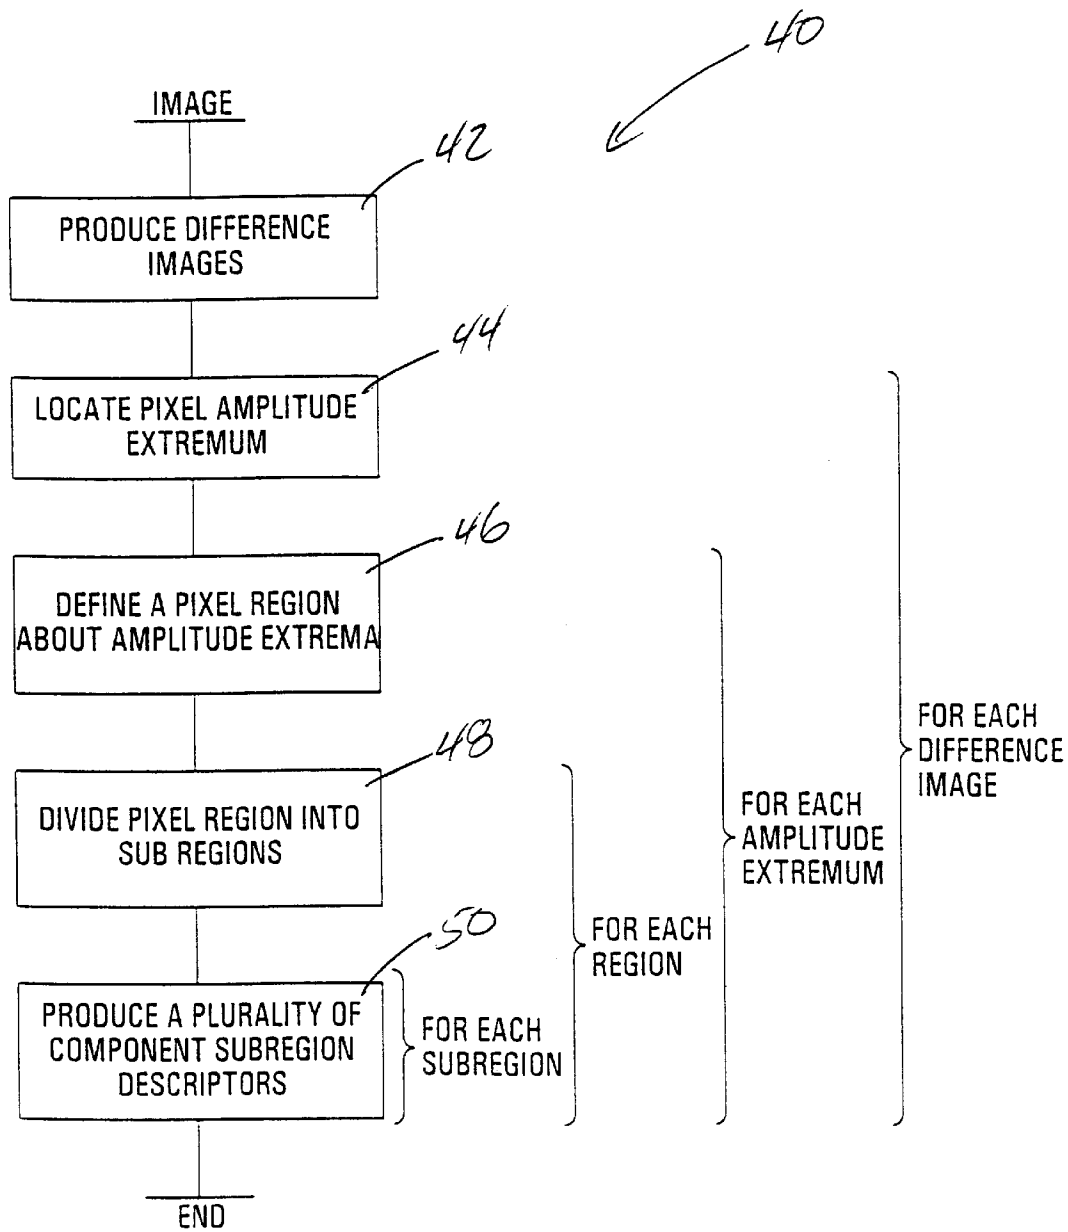 40
IMAGE
42
PRODUCE DIFFERENCE
IMAGES
44
LOCATE PIXEL AMPLITUDE
EXTREMUM
46
DEFINE A PIXEL REGION
ABOUT AMPLITUDE EXTREMA
48
DIVIDE PIXEL REGION INTO
SUB REGIONS
50
PRODUCE A PLURALITY OF
COMPONENT SUBREGION
DESCRIPTORS
FOR EACH
SUBREGION
FOR EACH
REGION
FOR EACH
AMPLITUDE
EXTREMUM
FOR EACH
DIFFERENCE
IMAGE
END